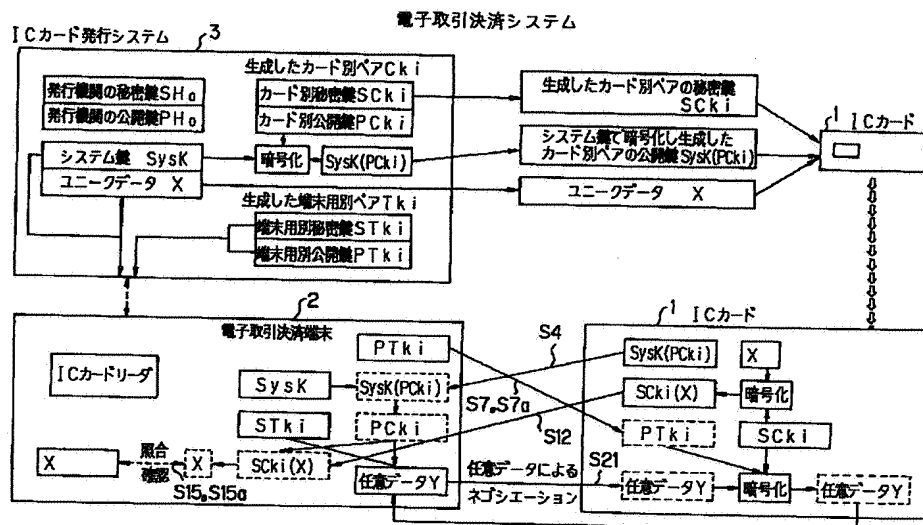 電子取引決済システム
ICカード発行システム
3
生成したカード別ペアCki
発行機関の秘密鍵SHa
発行機関の公開鍵PHa
カード別秘密鍵SCki
カード別公開鍵PCki
生成したカード別ペアの秘密鍵
SCki
1
ICカード
システム鍵 SysK
暗号化
SysK(PCki)
システム鍵で暗号化し生成した
カード別ペアの公開鍵SysK(PCki)
ユニークデータ X
ユニークデータ X
生成した端末用別ペアTki
端末用別秘密鍵STki
端末用別公開鍵PTki
2
電子取引決済端末
1
ICカード
ICカードリーダ
PTki
S4
SysK(PCki)
X
SysK
SysK(PCki)
S7,S7a
SCki(X)
暗号化
STki
PCki
S12
PTki
SCki
X
照合
確認
X
SCki(X)
S15,S15a
任意データY
任意データによる
ネゴシエーション
S21
任意データY
暗号化
任意データY